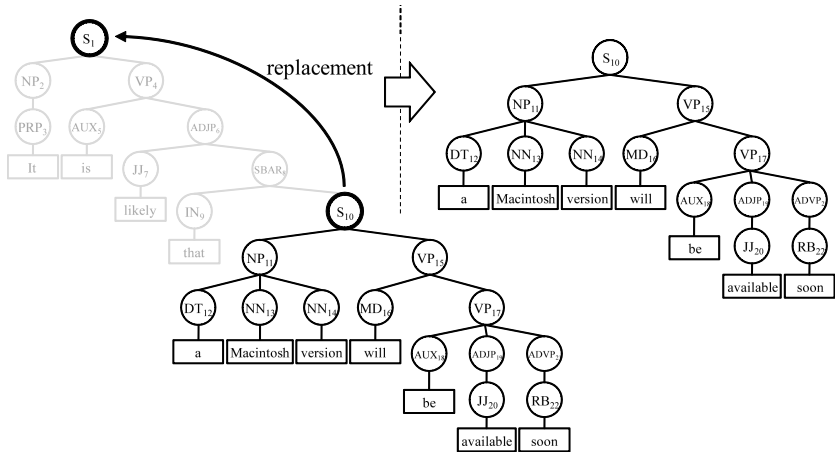 S1
replacement
NP2 VP4
PRP3 AUX5 ADJP6
It is JJ7 SBAR8
likely IN9 S10
that
NP11 VP15
DT12 NN13 NN14 MD16 VP17
a Macintosh version will
AUX18 ADJP19 ADVP2
be JJ20 RB22
available soon
S10
NP11 VP15
DT12 NN13 NN14 MD16 VP17
a Macintosh version will
AUX18 ADJP19 ADVP2
be JJ20 RB22
available soon